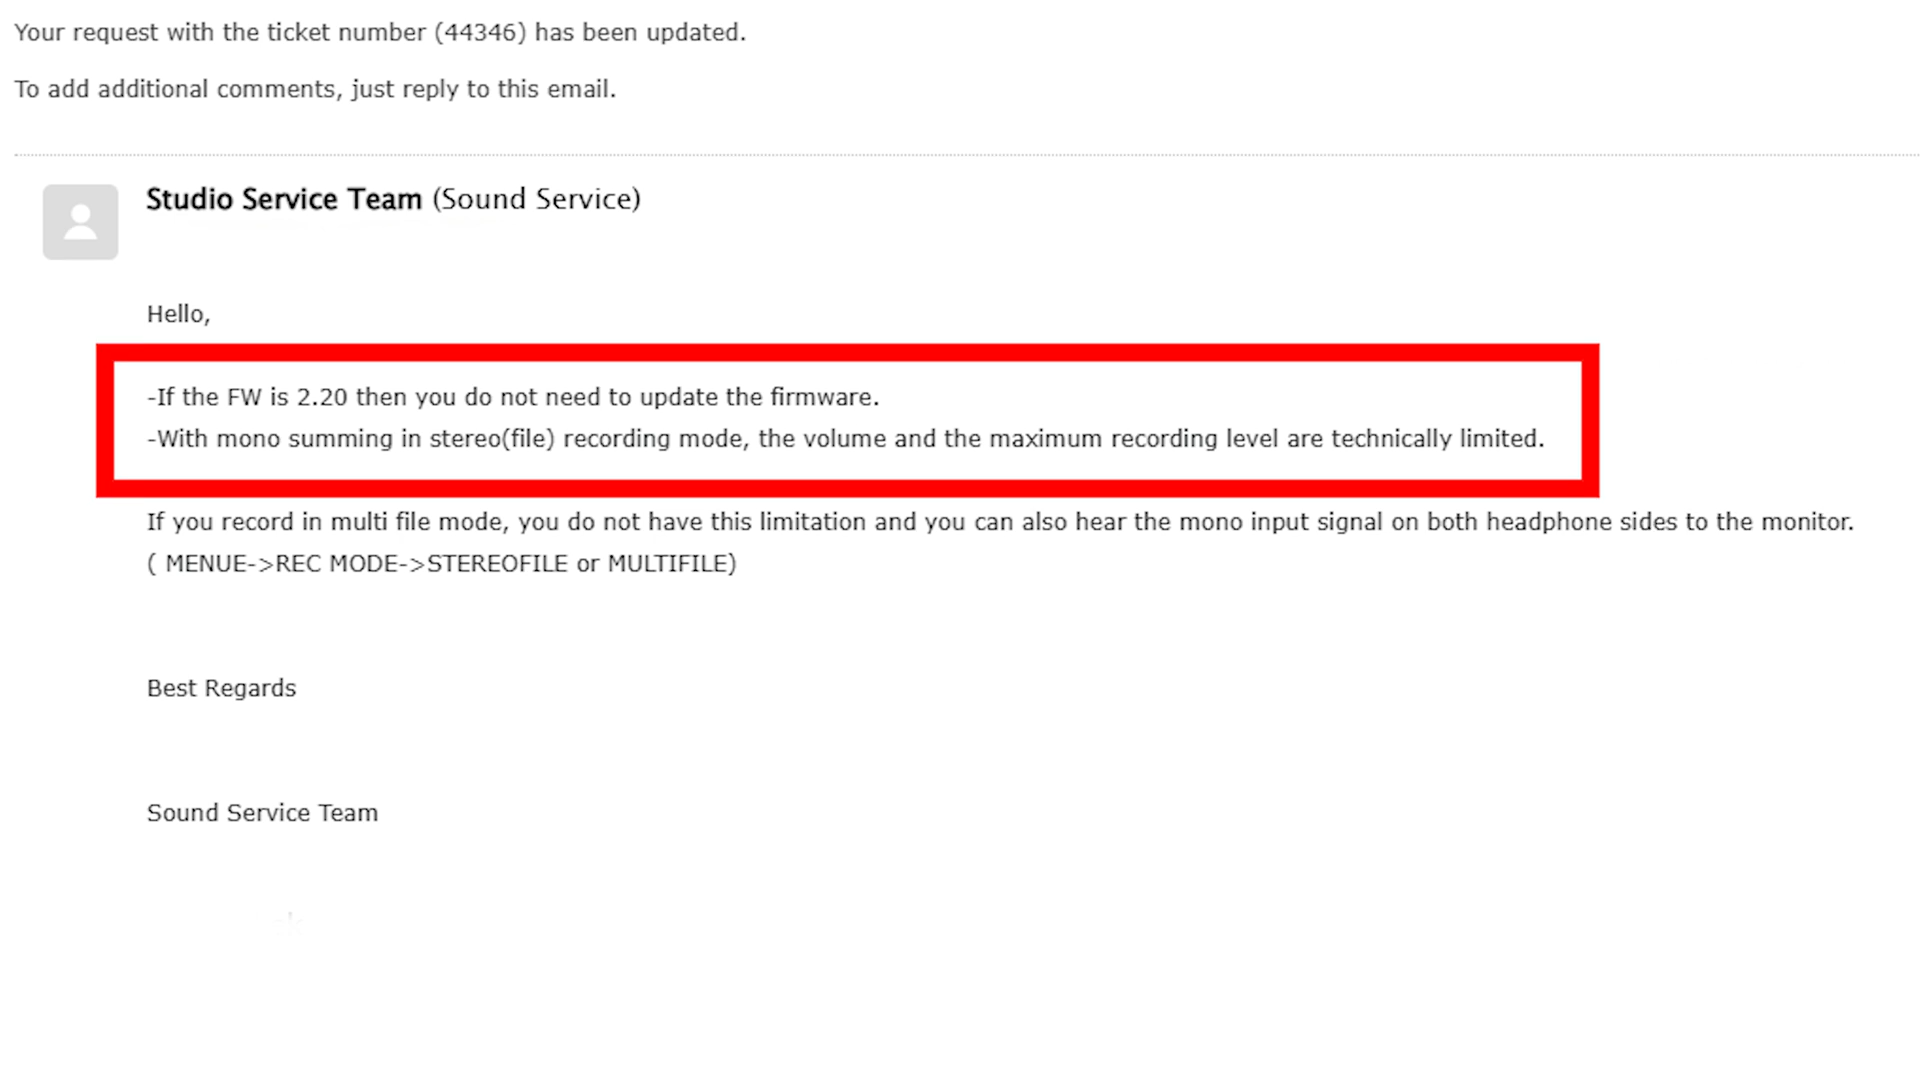 Your request with the ticket number (44346) has been updated.
To add additional comments, just reply to this email.
Studio Service Team (Sound Service)
Hello,
-If the FW is 2.20 then you do not need to update the firmware.
-With mono summing in stereo(file) recording mode, the volume and the maximum recording level are technically limited.
If you record in multi file mode, you do not have this limitation and you can also hear the mono input signal on both headphone sides to the monitor.
( MENUE->REC MODE->STEREOFILE or MULTIFILE)
Best Regards
Sound Service Team